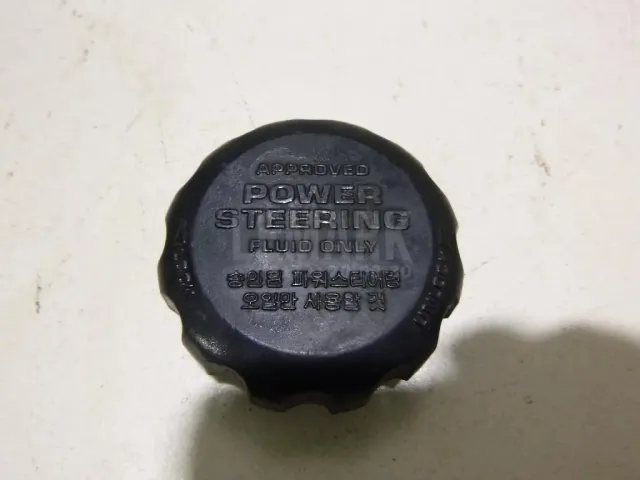 APPROVED
POWER
STEERING
FLUID ONLY
승인된 파워스티어링
오일만 사용할 것